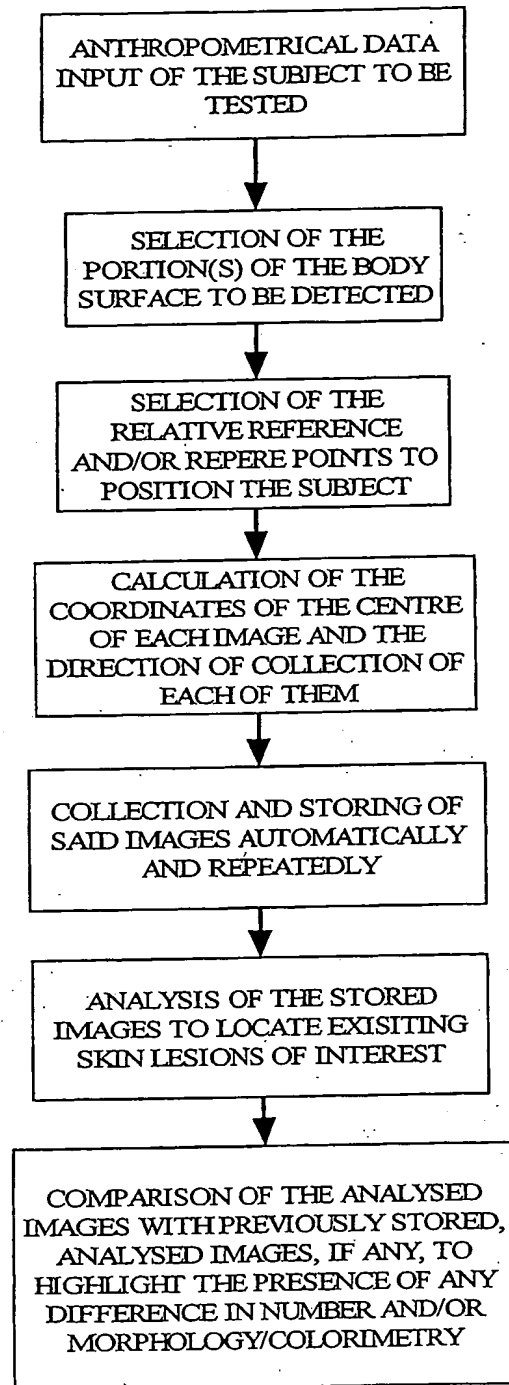 ANTHROPOMETRICAL DATA
INPUT OF THE SUBJECT TO BE
TESTED
SELECTION OF THE
PORTION(S) OF THE BODY
SURFACE TO BE DETECTED
SELECTION OF THE
RELATIVE REFERENCE
AND/OR REPERE POINTS TO
POSITION THE SUBJECT
CALCULATION OF THE
COORDINATES OF THE CENTRE
OF EACH IMAGE AND THE
DIRECTION OF COLLECTION OF
EACH OF THEM
COLLECTION AND STORING OF
SAID IMAGES AUTOMATICALLY
AND REPEATEDLY
ANALYSIS OF THE STORED
IMAGES TO LOCATE EXISITING
SKIN LESIONS OF INTEREST
COMPARISON OF THE ANALYSED
IMAGES WITH PREVIOUSLY STORED,
ANALYSED IMAGES, IF ANY, TO
HIGHLIGHT THE PRESENCE OF ANY
DIFFERENCE IN NUMBER AND/OR
MORPHOLOGY/COLORIMETRY